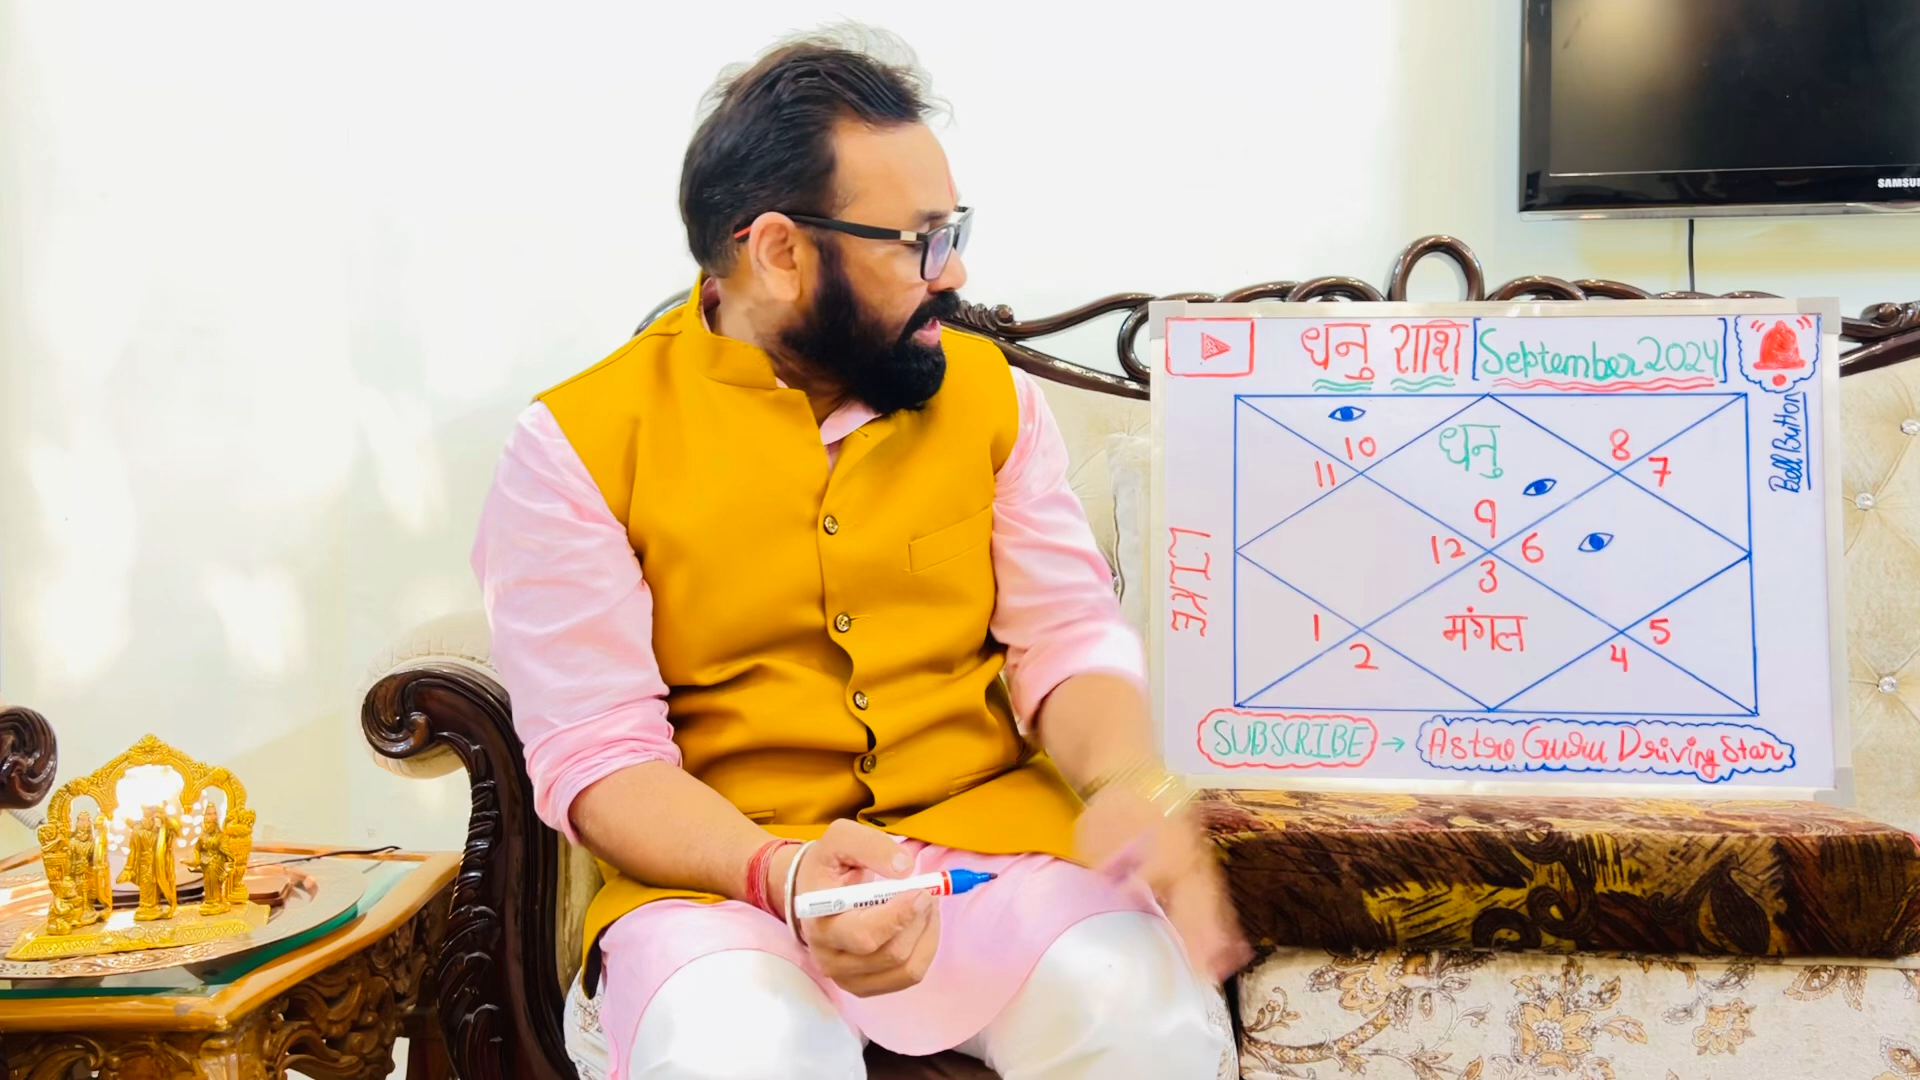 SAMSU
धनु राशि [September 2024]
Bell Button
धनु
10
11
8
7
9
12
6
3
मंगल
1
2
5
4
LIKE
SUBSCRIBE → Astro Guru Driving Star